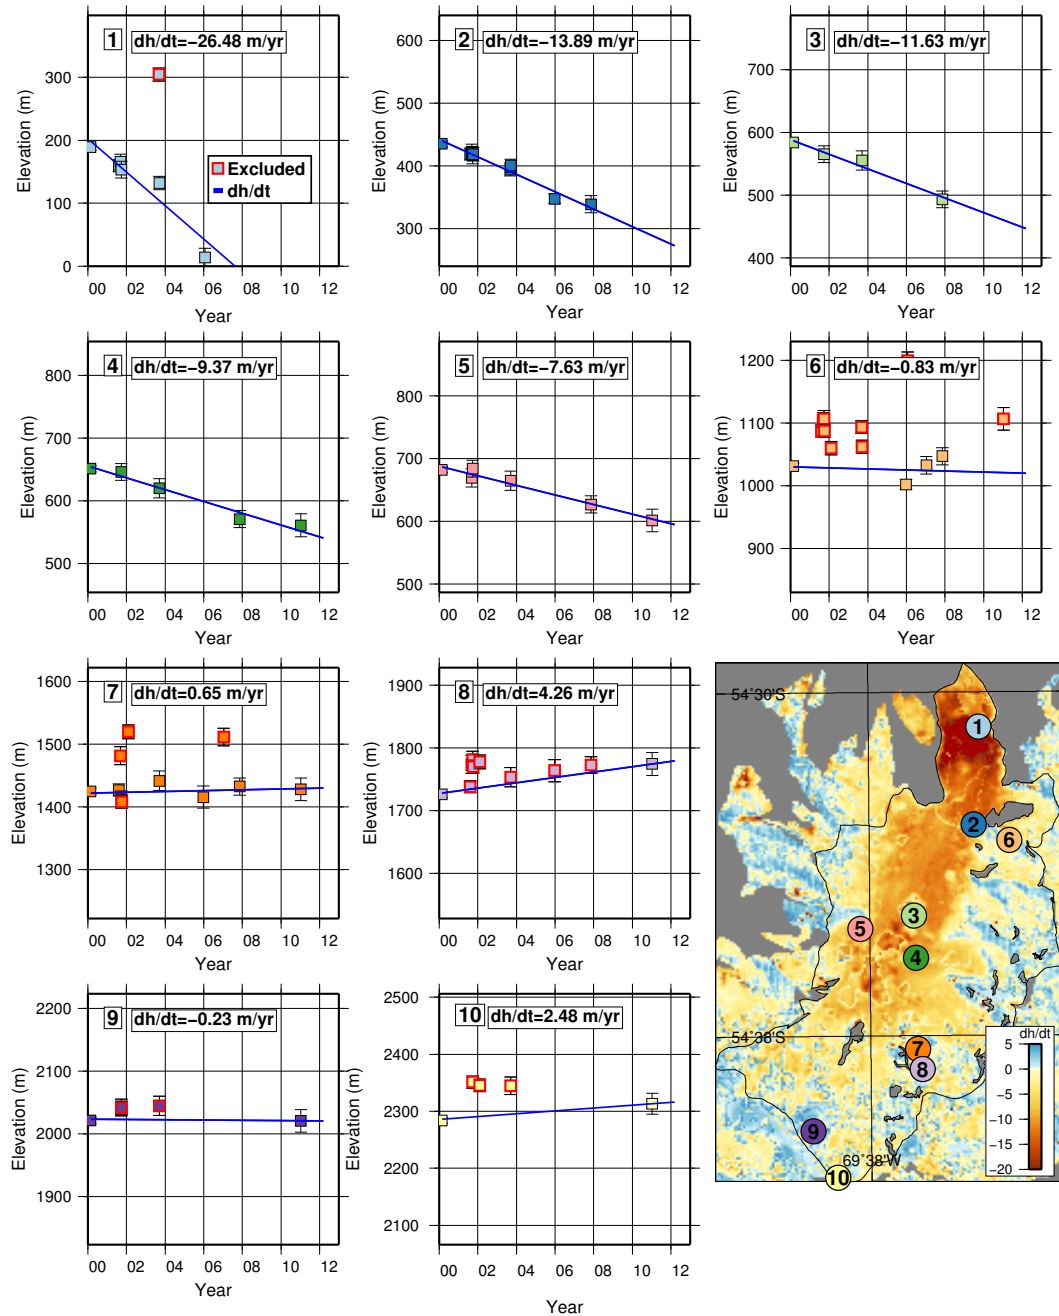 1 dh/dt=−26.48 m/yr
Elevation (m)
300
200
100
0
Excluded
dh/dt
00 02 04 06 08 10 12
Year
2 dh/dt=−13.89 m/yr
Elevation (m)
600
500
400
300
00 02 04 06 08 10 12
Year
3 dh/dt=−11.63 m/yr
Elevation (m)
700
600
500
400
00 02 04 06 08 10 12
Year
4 dh/dt=−9.37 m/yr
Elevation (m)
800
700
600
500
00 02 04 06 08 10 12
Year
5 dh/dt=−7.63 m/yr
Elevation (m)
800
700
600
500
00 02 04 06 08 10 12
Year
6 dh/dt=−0.83 m/yr
Elevation (m)
1200
1100
1000
900
00 02 04 06 08 10 12
Year
7 dh/dt=0.65 m/yr
Elevation (m)
1600
1500
1400
1300
00 02 04 06 08 10 12
Year
8 dh/dt=4.26 m/yr
Elevation (m)
1900
1800
1700
1600
00 02 04 06 08 10 12
Year
9 dh/dt=−0.23 m/yr
Elevation (m)
2200
2100
2000
1900
00 02 04 06 08 10 12
Year
10 dh/dt=2.48 m/yr
Elevation (m)
2500
2400
2300
2200
2100
00 02 04 06 08 10 12
Year
54˚30'S
1
2
6
3
5
4
54˚38'S
7
8
9
69˚38'W
10
dh/dt
5
0
−5
−10
−15
−20